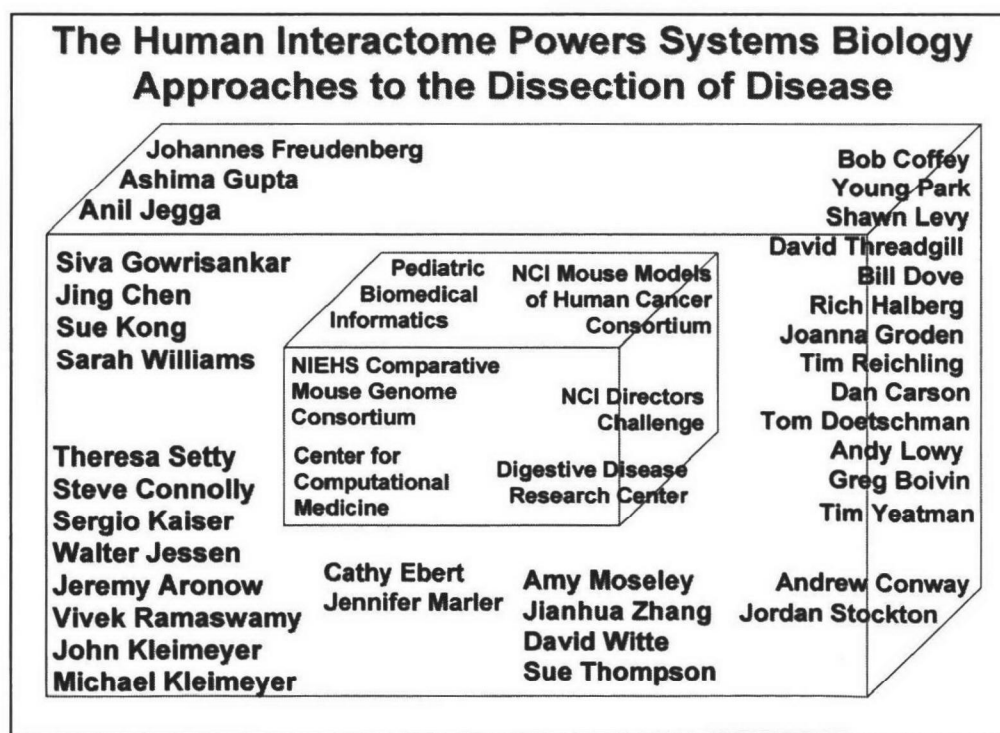 The Human Interactome Powers Systems Biology
Approaches to the Dissection of Disease
Johannes Freudenberg
Ashima Gupta
Anil Jegga
Siva Gowrisankar
Jing Chen
Sue Kong
Sarah Williams
Theresa Setty
Steve Connolly
Sergio Kaiser
Walter Jessen
Jeremy Aronow
Vivek Ramaswamy
John Kleimeyer
Michael Kleimeyer
Pediatric
Biomedical
Informatics
NCI Mouse Models
of Human Cancer
Consortium
NIEHS Comparative
Mouse Genome
Consortium
NCI Directors
Challenge
Center for
Computational
Medicine
Digestive Disease
Research Center
Cathy Ebert
Jennifer Marler
Amy Moseley
Jianhua Zhang
David Witte
Sue Thompson
Bob Coffey
Young Park
Shawn Levy
David Threadgill
Bill Dove
Rich Halberg
Joanna Groden
Tim Reichling
Dan Carson
Tom Doetschman
Andy Lowy
Greg Boivin
Tim Yeatman
Andrew Conway
Jordan Stockton